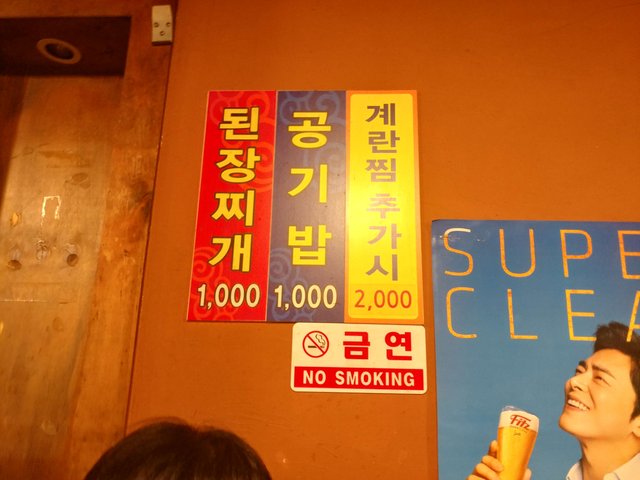 된장찌개
1,000
공기밥
1,000
계란찜 추가시
2,000
금연
NO SMOKING
SUPE
CLEA
Fitz